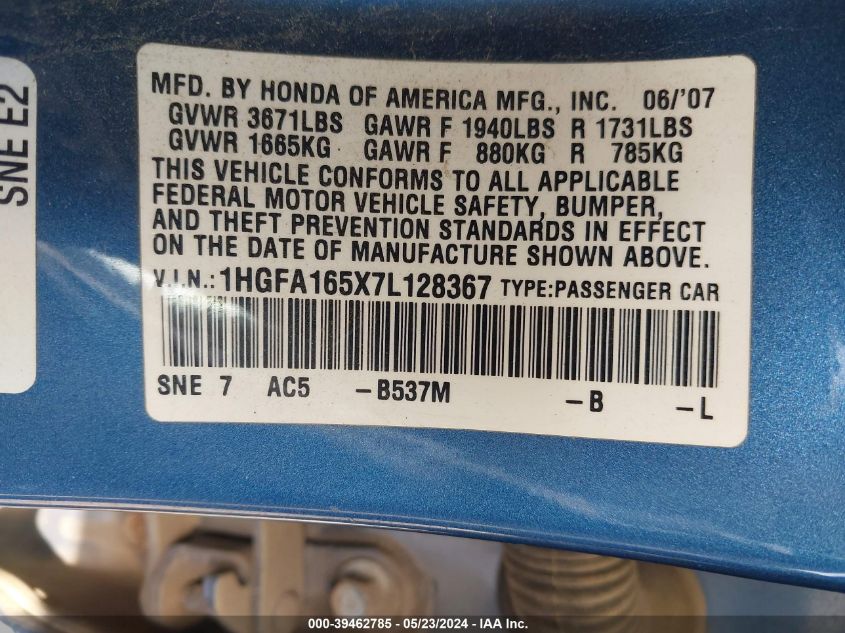 SNE E2
MFD. BY HONDA OF AMERICA MFG., INC. 06/'07
GVWR 3671LBS GAWR F 1940LBS R 1731LBS
GVWR 1665KG GAWR F 880KG R 785KG
THIS VEHICLE CONFORMS TO ALL APPLICABLE
FEDERAL MOTOR VEHICLE SAFETY, BUMPER,
AND THEFT PREVENTION STANDARDS IN EFFECT
ON THE DATE OF MANUFACTURE SHOWN ABOVE.
V.I.N.: 1HGFA165X7L128367 TYPE:PASSENGER CAR
SNE 7 AC5 -B537M -B -L
000-39462785 - 05/23/2024 - IAA Inc.